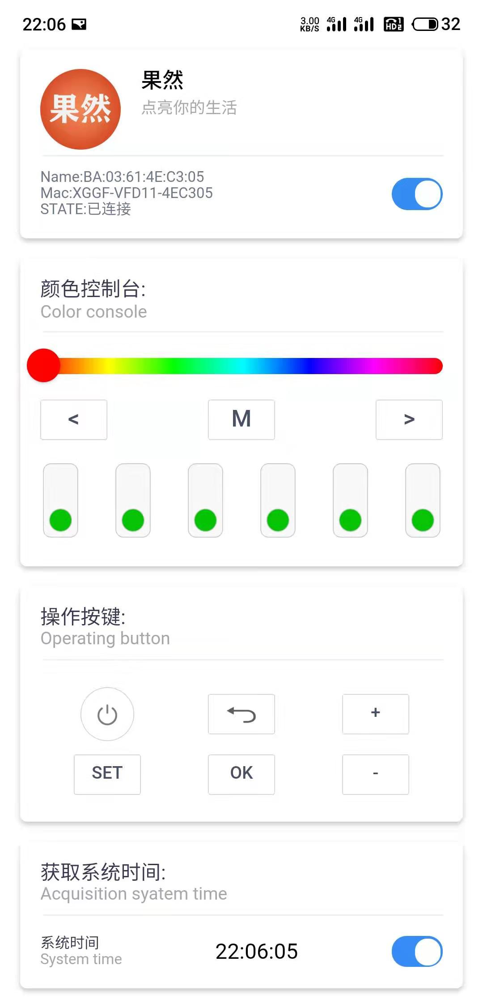 22:06
3.00
KB/S
4G
4G
HD 1 2
32
果然
果然
点亮你的生活
Name:BA:03:61:4E:C3:05
Mac:XGGF-VFD11-4EC305
STATE:已连接
颜色控制台:
Color console
<
M
>
操作按键:
Operating button
+
SET
OK
-
获取系统时间:
Acquisition syatem time
系统时间
System time
22:06:05